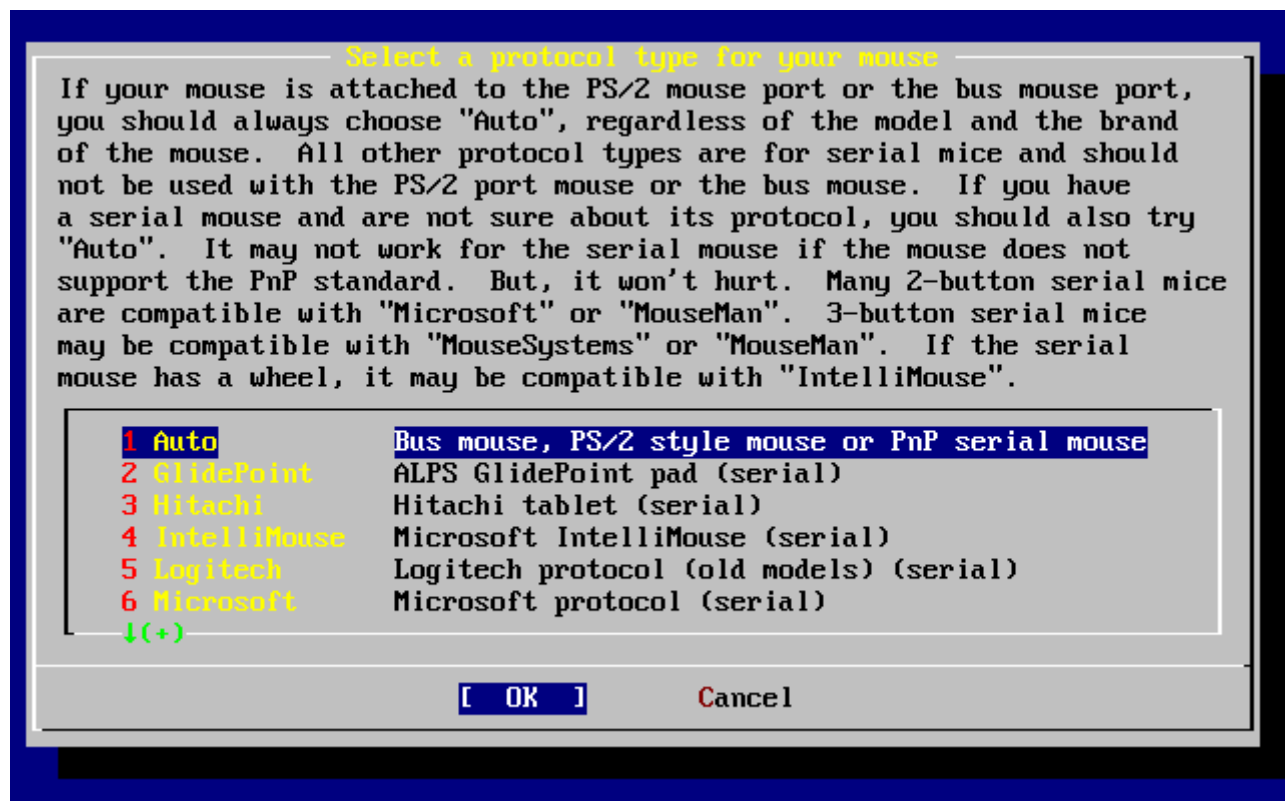 Select a protocol type for your mouse
If your mouse is attached to the PS/2 mouse port or the bus mouse port,
you should always choose "Auto", regardless of the model and the brand
of the mouse.  All other protocol types are for serial mice and should
not be used with the PS/2 port mouse or the bus mouse.  If you have
a serial mouse and are not sure about its protocol, you should also try
"Auto".  It may not work for the serial mouse if the mouse does not
support the PnP standard.  But, it won't hurt.  Many 2-button serial mice
are compatible with "Microsoft" or "MouseMan".  3-button serial mice
may be compatible with "MouseSystems" or "MouseMan".  If the serial
mouse has a wheel, it may be compatible with "IntelliMouse".
1 Auto Bus mouse, PS/2 style mouse or PnP serial mouse
2 GlidePoint ALPS GlidePoint pad (serial)
3 Hitachi Hitachi tablet (serial)
4 IntelliMouse Microsoft IntelliMouse (serial)
5 Logitech Logitech protocol (old models) (serial)
6 Microsoft Microsoft protocol (serial)
↓(+)
[ OK ] Cancel